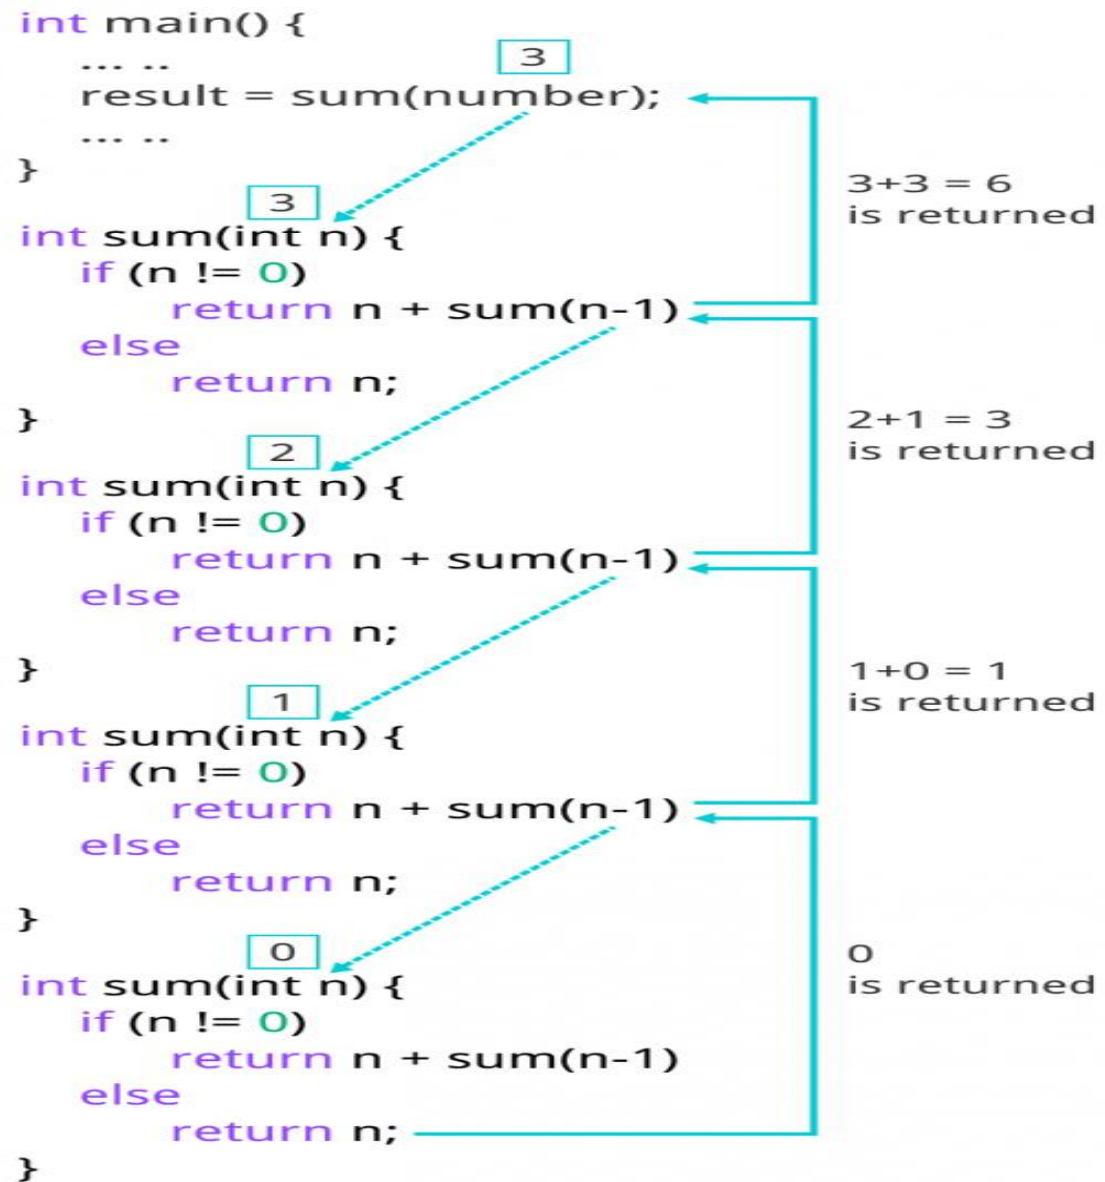 int main() {
... ..
3
result = sum(number);
... ..
}
3+3 = 6
is returned
3
int sum(int n) {
if (n != 0)
return n + sum(n-1)
else
return n;
}
2+1 = 3
is returned
2
int sum(int n) {
if (n != 0)
return n + sum(n-1)
else
return n;
}
1+0 = 1
is returned
1
int sum(int n) {
if (n != 0)
return n + sum(n-1)
else
return n;
}
0
is returned
0
int sum(int n) {
if (n != 0)
return n + sum(n-1)
else
return n;
}